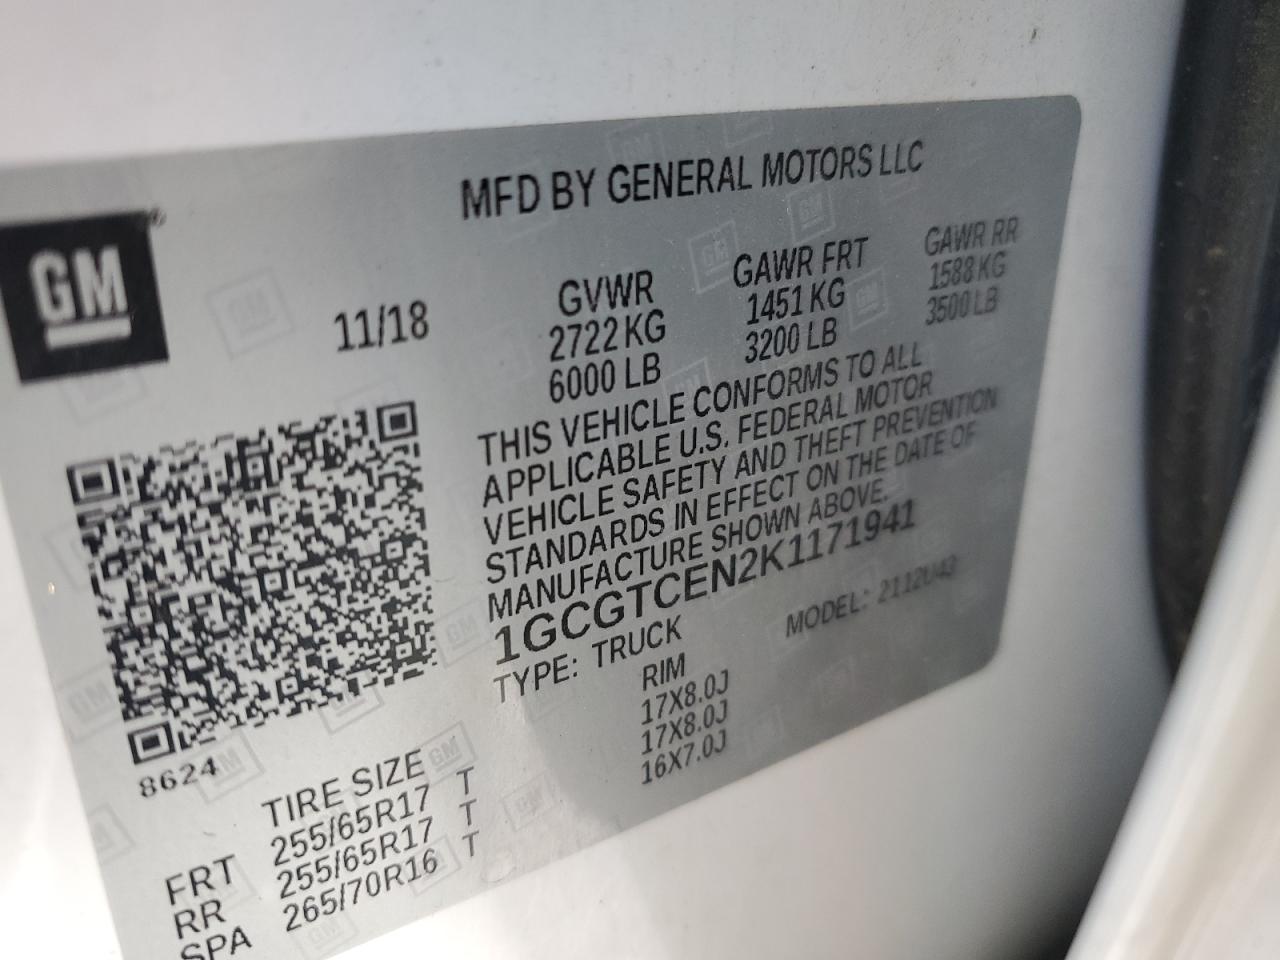 MFD BY GENERAL MOTORS LLC
GM
11/18
GVWR GAWR FRT GAWR RR
2722 KG 1451 KG 1588 KG
6000 LB 3200 LB 3500 LB
THIS VEHICLE CONFORMS TO ALL
APPLICABLE U.S. FEDERAL MOTOR
VEHICLE SAFETY AND THEFT PREVENTION
STANDARDS IN EFFECT ON THE DATE OF
MANUFACTURE SHOWN ABOVE.
1GCGTCEN2K1171941
TYPE: TRUCK MODEL: 2112U43
8624
TIRE SIZE RIM
FRT 255/65R17 T 17X8.0J
RR 255/65R17 T 17X8.0J
SPA 265/70R16 T 16X7.0J